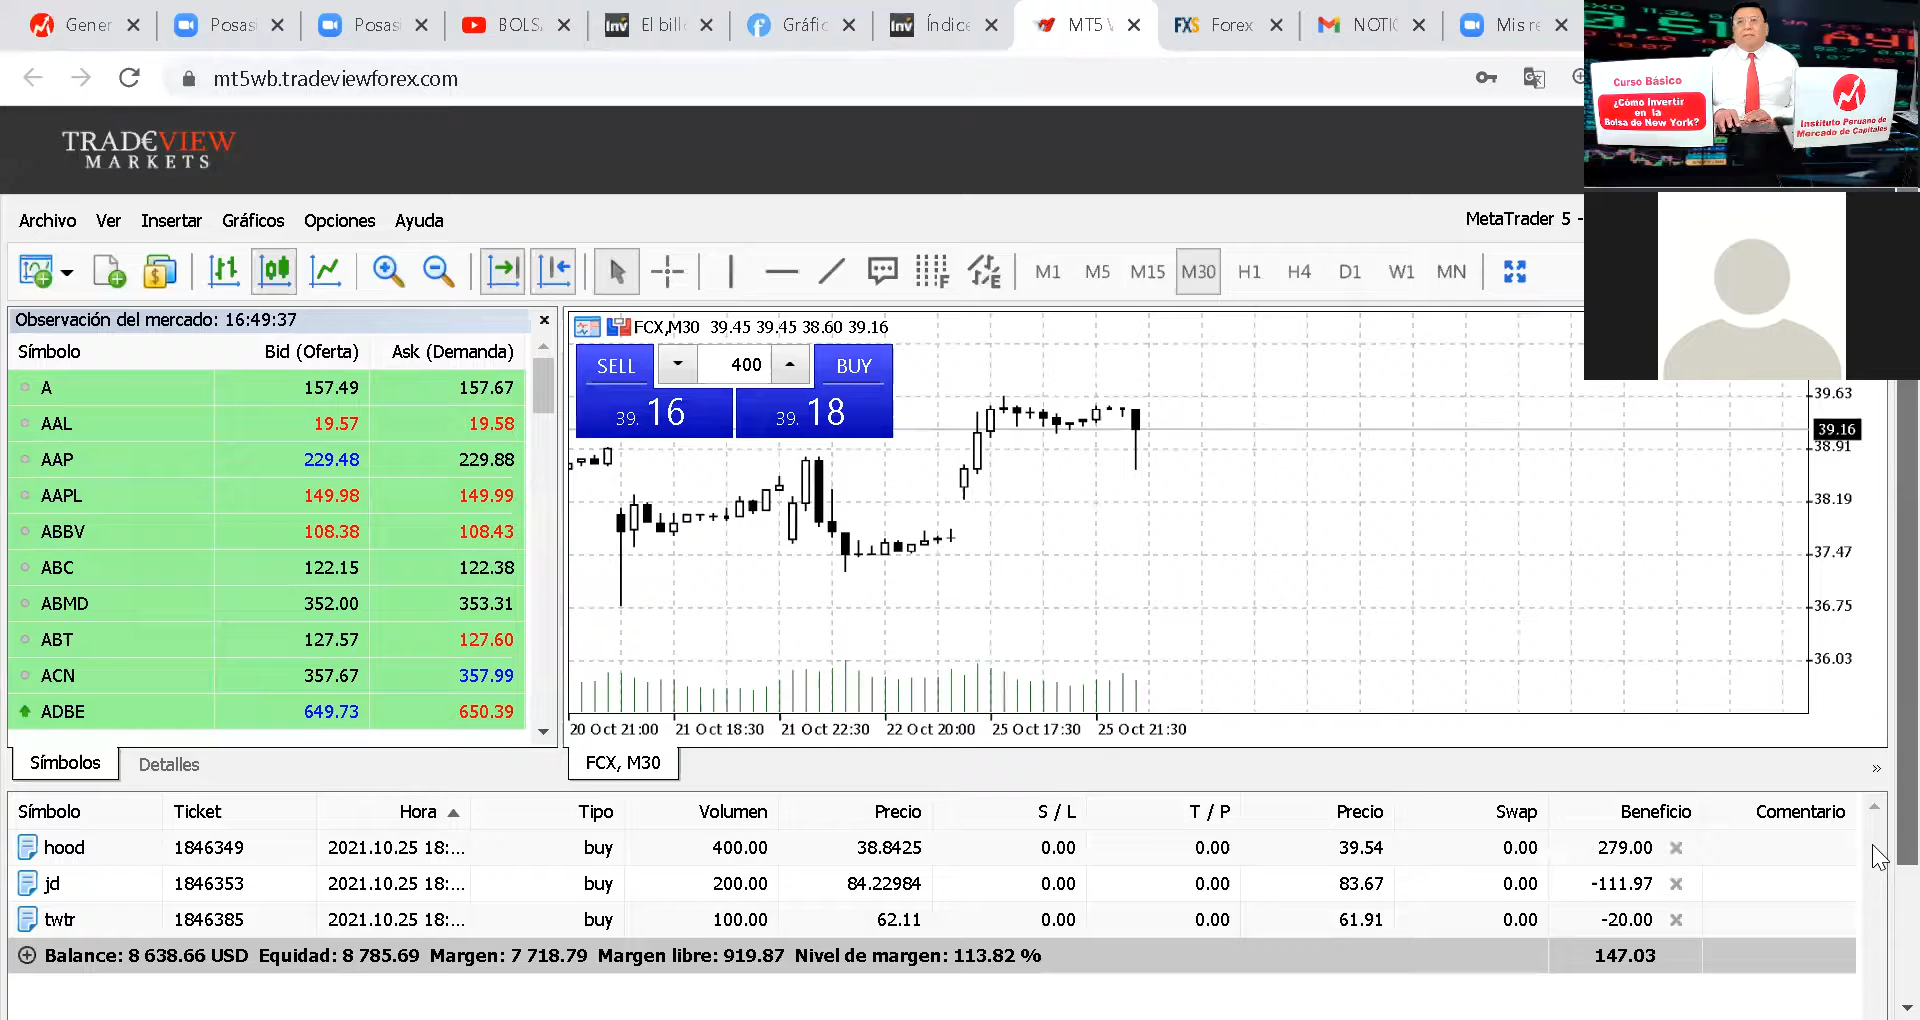 Gener
Posas
Posas
BOLS
El bill
Gráfic
Índice
MT5
Forex
NOTI
Mis re
mt5wb.tradeviewforex.com
Curso Básico
¿Cómo Invertir
en la
Bolsa de New York?
Instituto Peruano de
Mercado de Capitales
TRAD€VIEW
MARKETS
Archivo Ver Insertar Gráficos Opciones Ayuda
MetaTrader 5 -
M1 M5 M15 M30 H1 H4 D1 W1 MN
Observación del mercado: 16:49:37
Símbolo Bid (Oferta) Ask (Demanda)
A 157.49 157.67
AAL 19.57 19.58
AAP 229.48 229.88
AAPL 149.98 149.99
ABBV 108.38 108.43
ABC 122.15 122.38
ABMD 352.00 353.31
ABT 127.57 127.60
ACN 357.67 357.99
ADBE 649.73 650.39
Símbolos Detalles
FCX,M30 39.45 39.45 38.60 39.16
SELL 400 BUY
39. 16 39. 18
39.63
39.16
38.91
38.19
37.47
36.75
36.03
20 Oct 21:00 21 Oct 18:30 21 Oct 22:30 22 Oct 20:00 25 Oct 17:30 25 Oct 21:30
FCX, M30
»
Símbolo Ticket Hora Tipo Volumen Precio S / L T / P Precio Swap Beneficio Comentario
hood 1846349 2021.10.25 18:... buy 400.00 38.8425 0.00 0.00 39.54 0.00 279.00
jd 1846353 2021.10.25 18:... buy 200.00 84.22984 0.00 0.00 83.67 0.00 -111.97
twtr 1846385 2021.10.25 18:... buy 100.00 62.11 0.00 0.00 61.91 0.00 -20.00
Balance: 8 638.66 USD Equidad: 8 785.69 Margen: 7 718.79 Margen libre: 919.87 Nivel de margen: 113.82 % 147.03